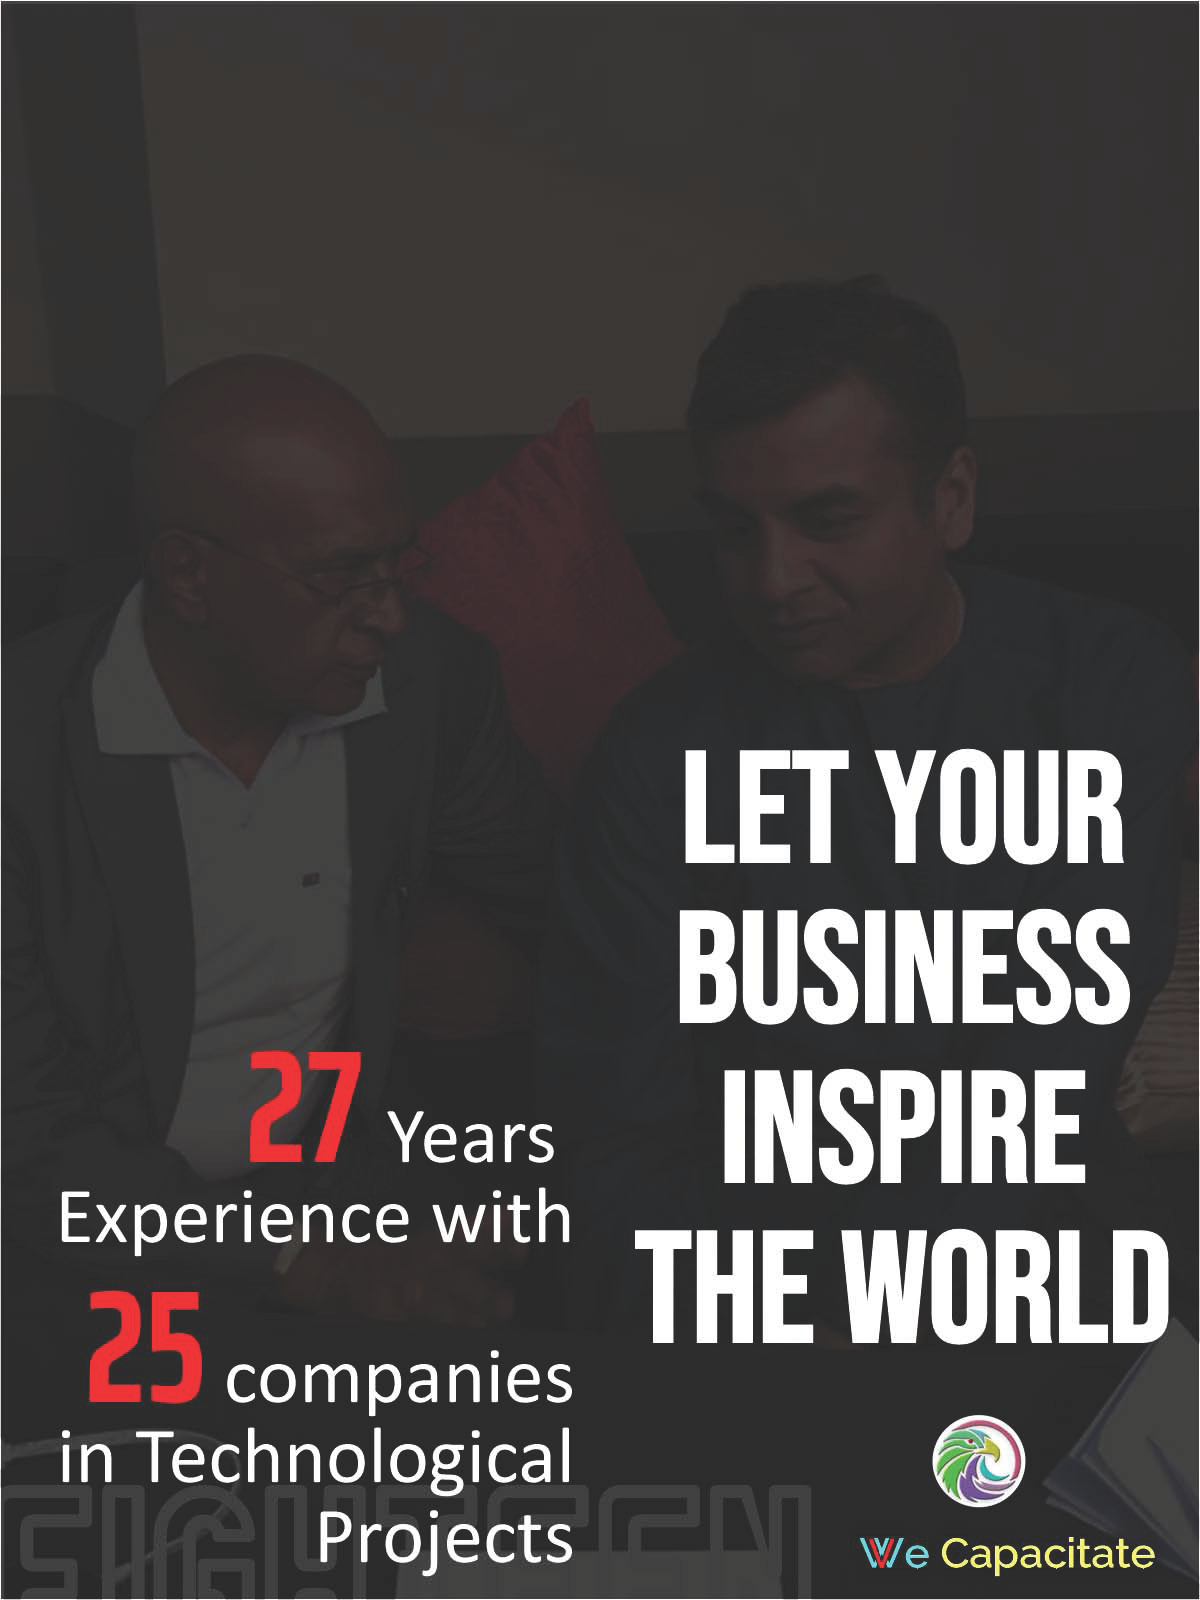 LET YOUR
BUSINESS
INSPIRE
THE WORLD
27 Years
Experience with
25 companies
in Technological
Projects
We Capacitate